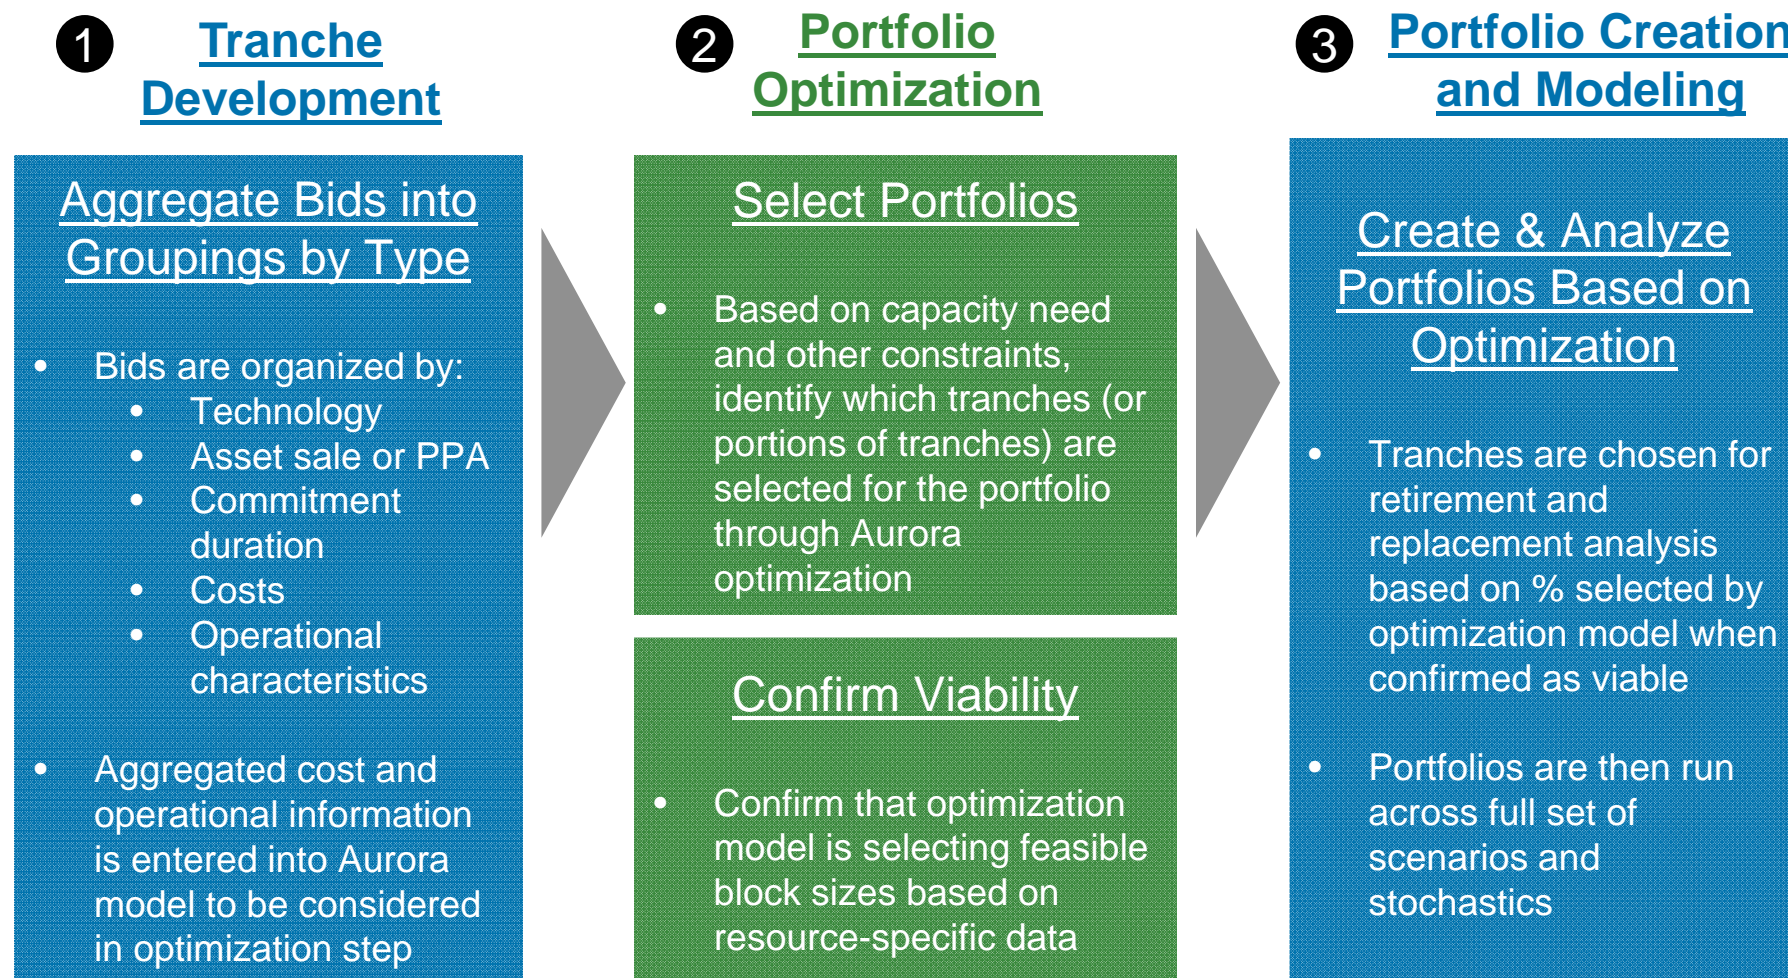 1
Tranche
Development
Aggregate Bids into
Groupings by Type
• Bids are organized by:
• Technology
• Asset sale or PPA
• Commitment
duration
• Costs
• Operational
characteristics
• Aggregated cost and
operational information
is entered into Aurora
model to be considered
in optimization step
2
Portfolio
Optimization
Select Portfolios
• Based on capacity need
and other constraints,
identify which tranches (or
portions of tranches) are
selected for the portfolio
through Aurora
optimization
Confirm Viability
• Confirm that optimization
model is selecting feasible
block sizes based on
resource-specific data
3
Portfolio Creation
and Modeling
Create & Analyze
Portfolios Based on
Optimization
• Tranches are chosen for
retirement and
replacement analysis
based on % selected by
optimization model when
confirmed as viable
• Portfolios are then run
across full set of
scenarios and
stochastics